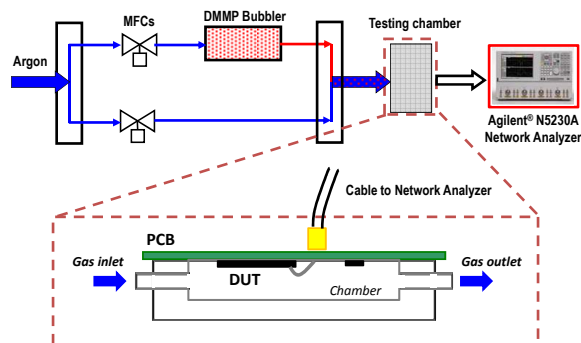 MFCs
DMMP Bubbler
Testing chamber
Argon
Agilent® N5230A
Network Analyzer
Cable to Network Analyzer
PCB
Gas inlet
Gas outlet
DUT
Chamber